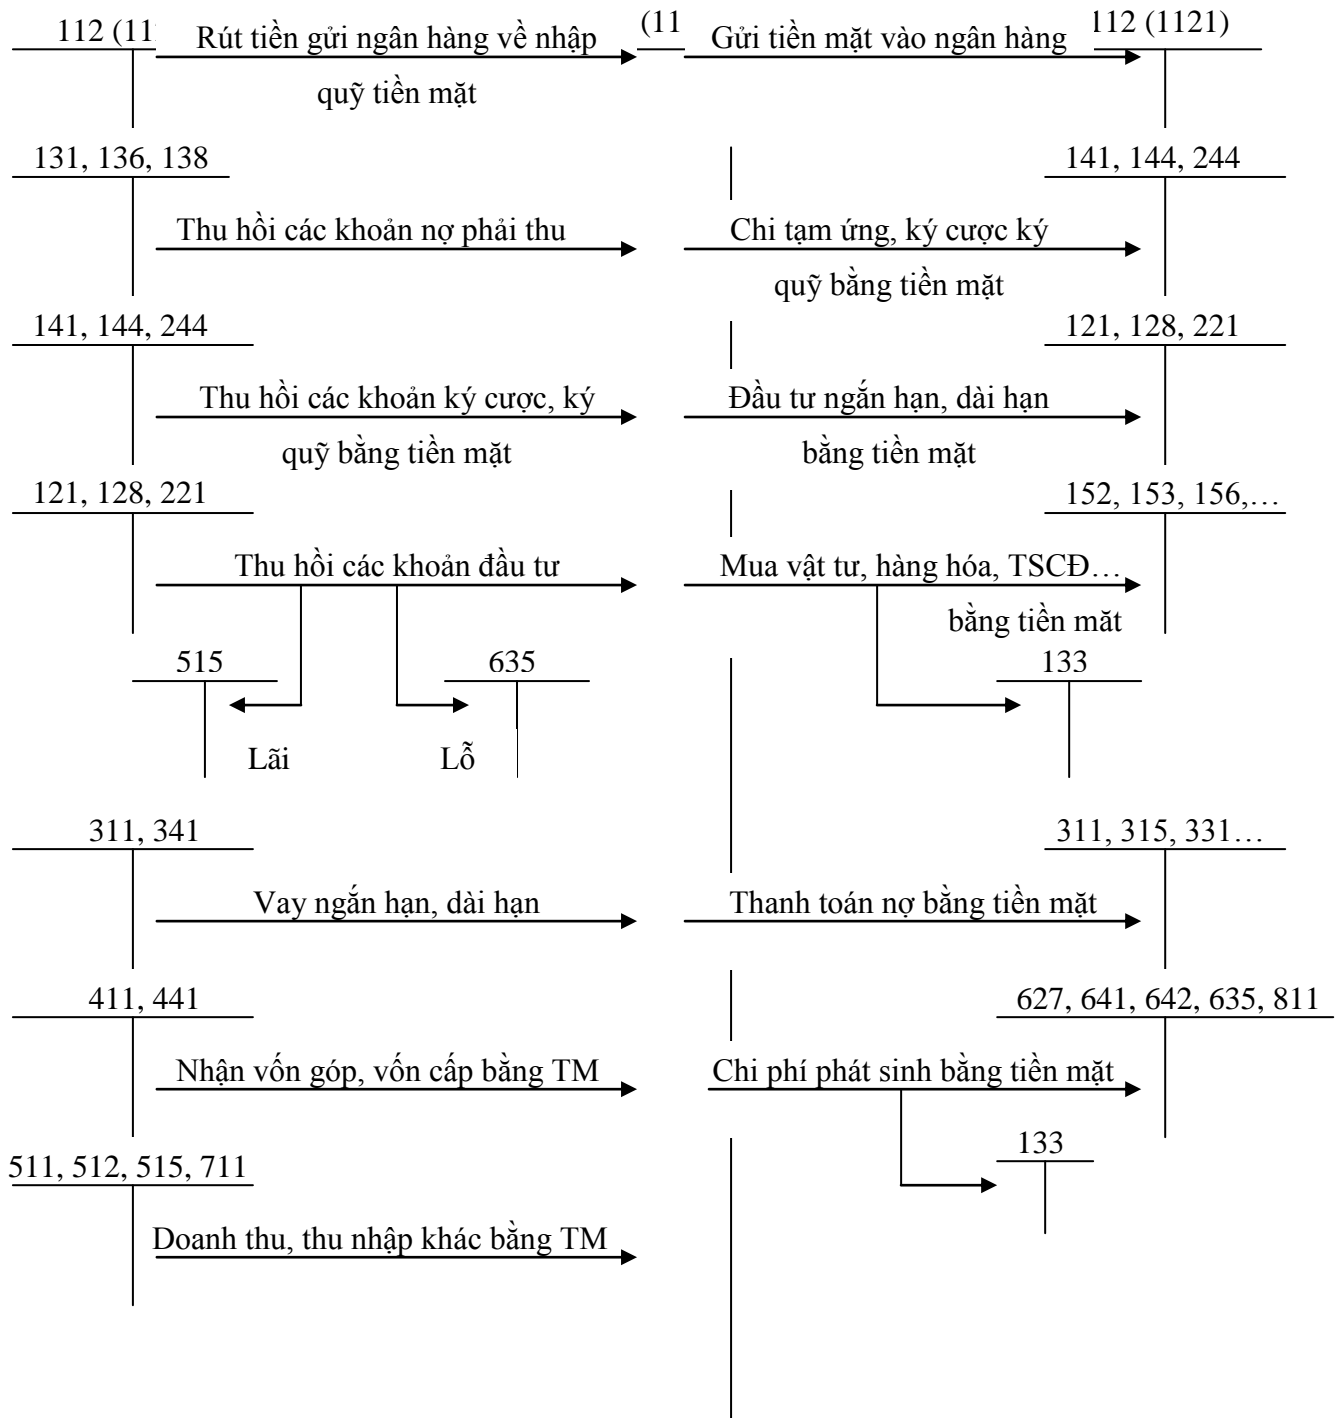 112 (11
Rút tiền gửi ngân hàng về nhập
quỹ tiền mặt
(11
Gửi tiền mặt vào ngân hàng
112 (1121)
131, 136, 138
141, 144, 244
Thu hồi các khoản nợ phải thu
Chi tạm ứng, ký cược ký
quỹ bằng tiền mặt
141, 144, 244
121, 128, 221
Thu hồi các khoản ký cược, ký
quỹ bằng tiền mặt
Đầu tư ngắn hạn, dài hạn
bằng tiền mặt
121, 128, 221
152, 153, 156,…
Thu hồi các khoản đầu tư
Mua vật tư, hàng hóa, TSCĐ…
bằng tiền măt
515
635
133
Lãi
Lỗ
311, 341
311, 315, 331…
Vay ngắn hạn, dài hạn
Thanh toán nợ bằng tiền mặt
411, 441
627, 641, 642, 635, 811
Nhận vốn góp, vốn cấp bằng TM
Chi phí phát sinh bằng tiền mặt
133
511, 512, 515, 711
Doanh thu, thu nhập khác bằng TM